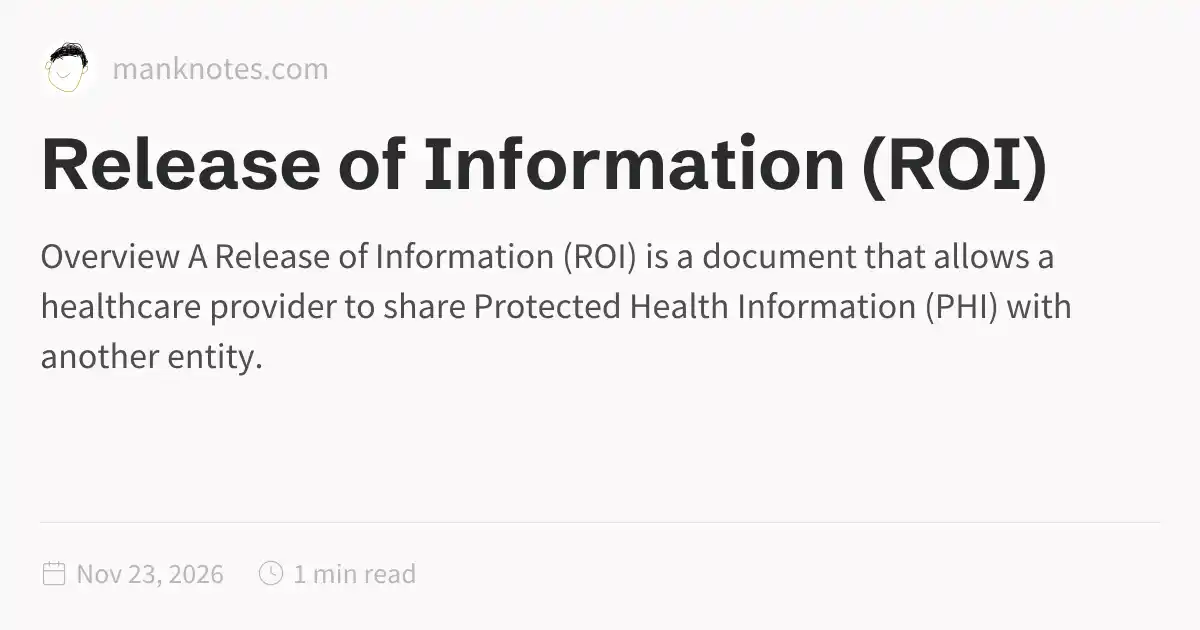 manknotes.com
Release of Information (ROI)
Overview A Release of Information (ROI) is a document that allows a
healthcare provider to share Protected Health Information (PHI) with
another entity.
Nov 23, 2026 1 min read